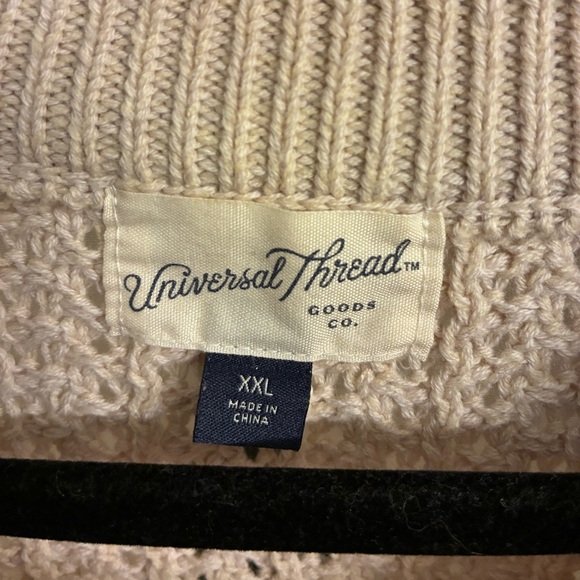 Universal Thread™
GOODS
CO.
XXL
MADE IN
CHINA